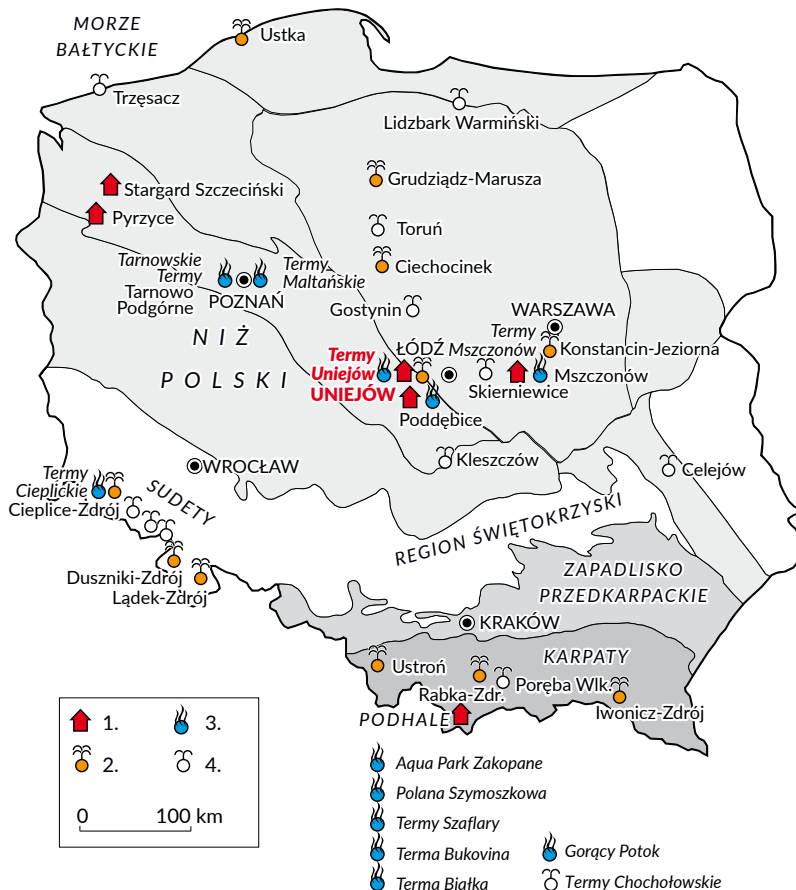 MORZE
BAŁTYCKIE
Ustka
Trzęsacz
Lidzbark Warmiński
Stargard Szczeciński
Grudziądz-Marusza
Pyrzyce
Toruń
Tarnowskie
Termy
Tarnowo
Podgórne
POZNAŃ
Termy
Maltańskie
Ciechocinek
Gostynin
WARSZAWA
NIŻ
POLSKI
Termy
Uniejów
UNIEJÓW
ŁÓDŹ
Termy
Mszczonów
Konstancin-Jeziorna
Mszczonów
Skierniewice
Poddębice
Kleszczów
Celejów
WROCŁAW
Termy
Cieplickie
Cieplice-Zdrój
SUDETY
REGION ŚWIĘTOKRZYSKI
Duszniki-Zdrój
Lądek-Zdrój
ZAPADLISKO
PRZEDKARPACKIE
KRAKÓW
KARPATY
Ustroń
Rabka-Zdr.
Poręba Wlk.
Iwonicz-Zdrój
PODHALE
1.
2.
3.
4.
0 100 km
Aqua Park Zakopane
Polana Szymoszkowa
Termy Szaflary
Terma Bukovina
Terma Białka
Gorący Potok
Termy Chochołowskie